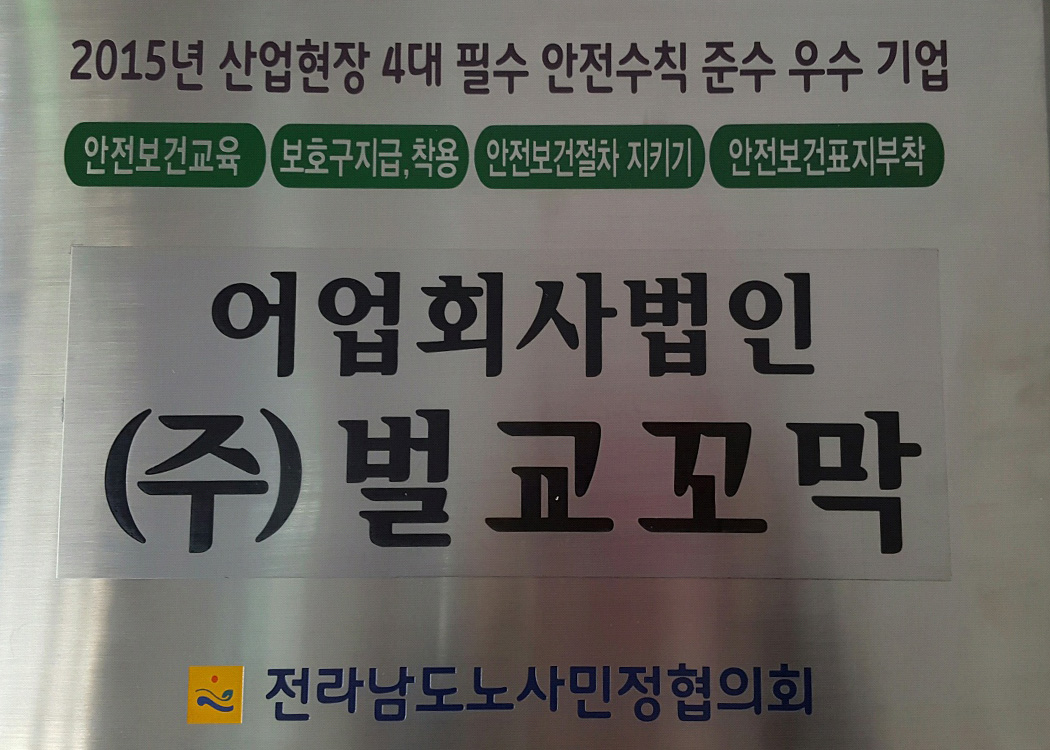 2015년 산업현장 4대 필수 안전수칙 준수 우수 기업
안전보건교육 보호구지급,착용 안전보건절차 지키기 안전보건표지부착
어업회사법인
(주)벌교꼬막
전라남도노사민정협의회